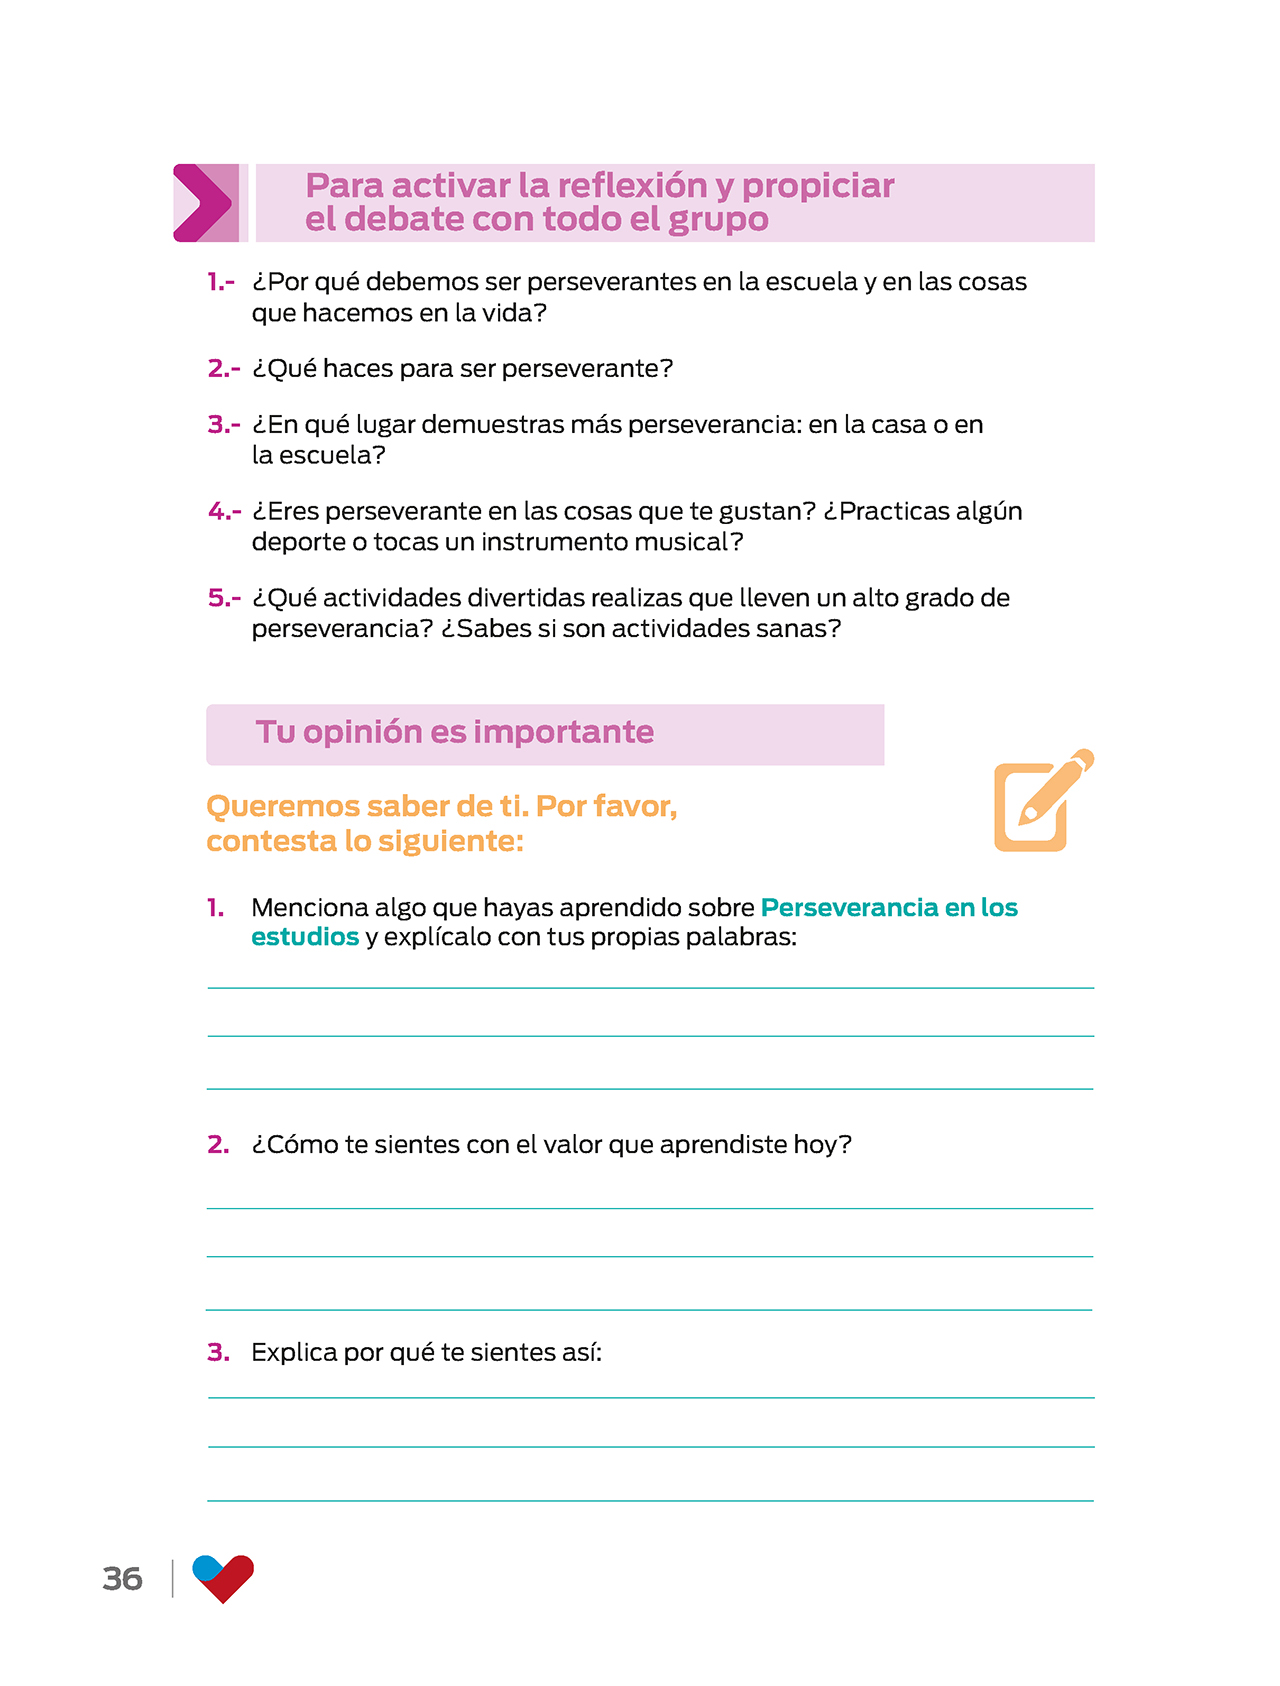 Para activar la reflexión y propiciar
el debate con todo el grupo
1.- ¿Por qué debemos ser perseverantes en la escuela y en las cosas
que hacemos en la vida?
2.- ¿Qué haces para ser perseverante?
3.- ¿En qué lugar demuestras más perseverancia: en la casa o en
la escuela?
4.- ¿Eres perseverante en las cosas que te gustan? ¿Practicas algún
deporte o tocas un instrumento musical?
5.- ¿Qué actividades divertidas realizas que lleven un alto grado de
perseverancia? ¿Sabes si son actividades sanas?
Tu opinión es importante
Queremos saber de ti. Por favor,
contesta lo siguiente:
1. Menciona algo que hayas aprendido sobre Perseverancia en los
estudios y explícalo con tus propias palabras:
2. ¿Cómo te sientes con el valor que aprendiste hoy?
3. Explica por qué te sientes así:
36